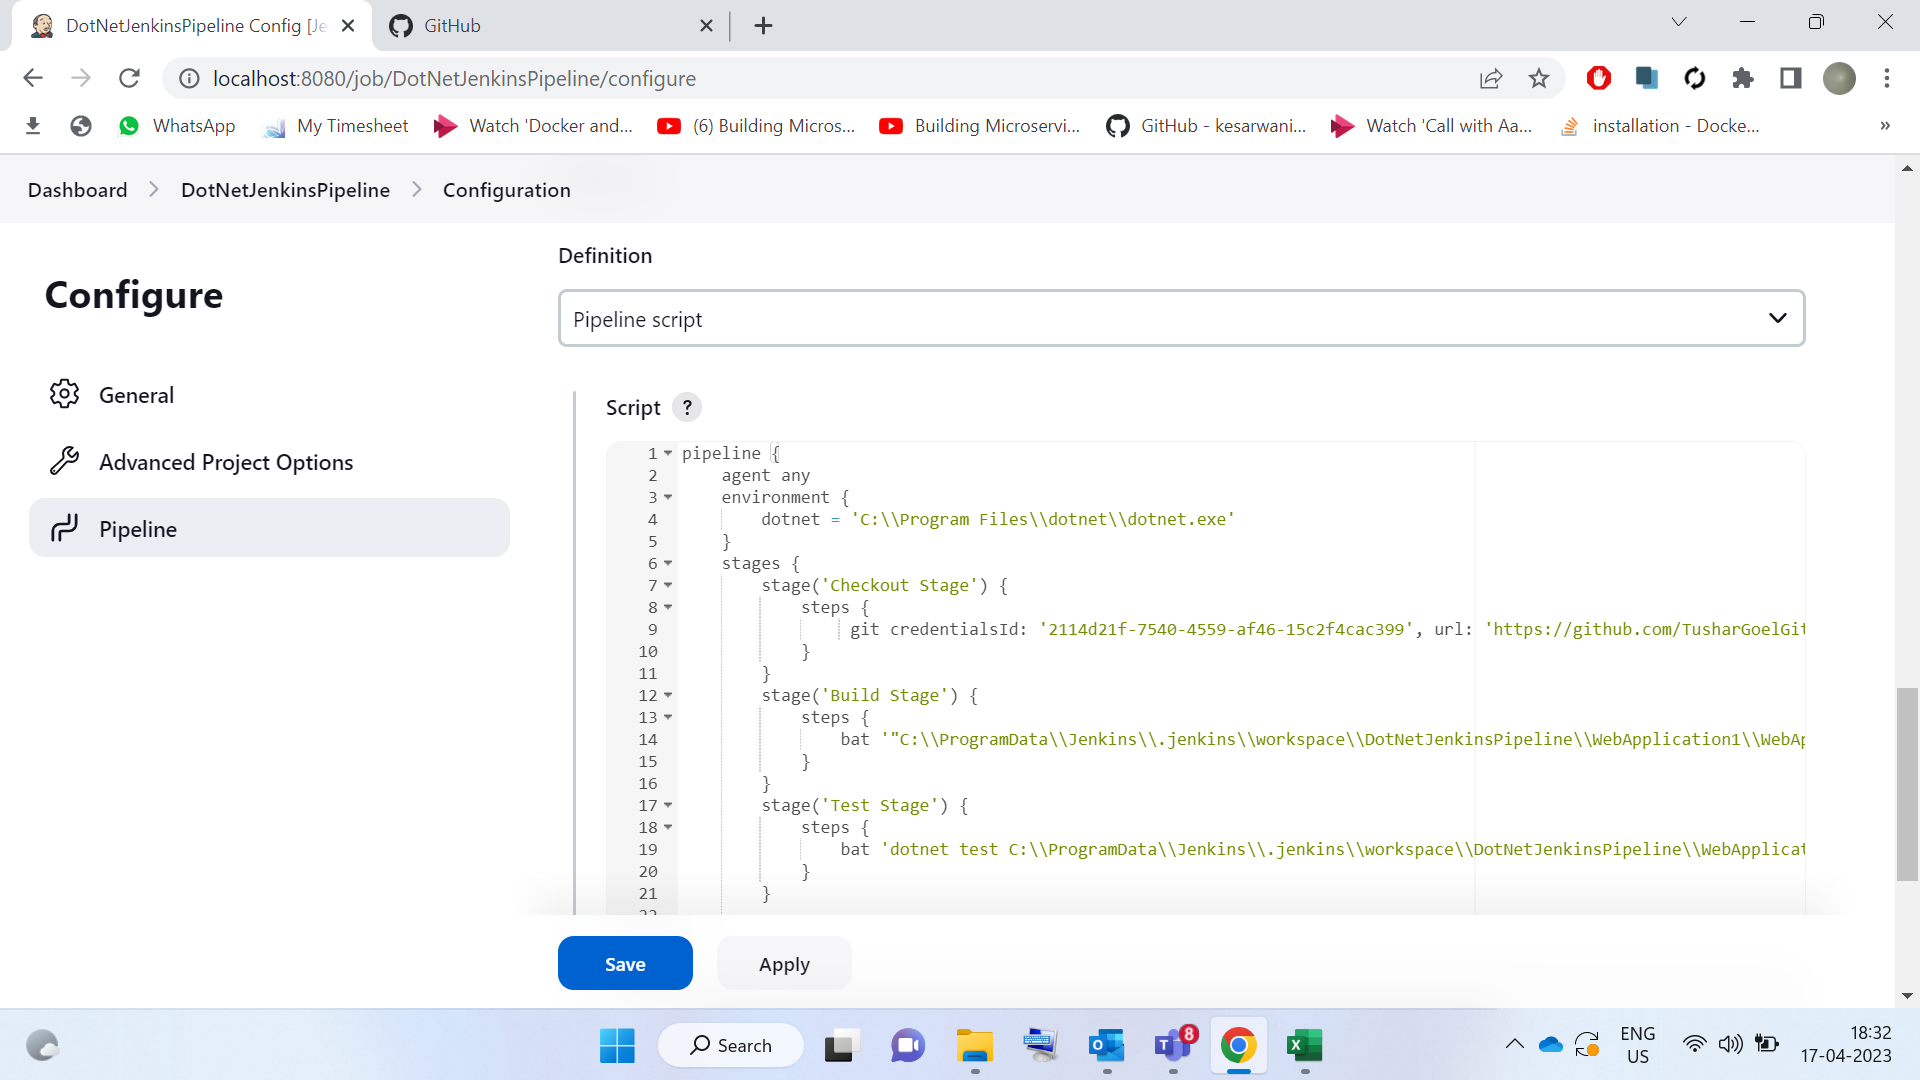 DotNetJenkinsPipeline Config [Je
GitHub
localhost:8080/job/DotNetJenkinsPipeline/configure
WhatsApp
My Timesheet
Watch 'Docker and...
(6) Building Micros...
Building Microservi...
GitHub - kesarwani...
Watch 'Call with Aa...
installation - Docke...
»
Dashboard > DotNetJenkinsPipeline > Configuration
Configure
General
Advanced Project Options
Pipeline
Definition
Pipeline script
Script ?
1 pipeline {
2 agent any
3 environment {
4 dotnet = 'C:\\Program Files\\dotnet\\dotnet.exe'
5 }
6 stages {
7 stage('Checkout Stage') {
8 steps {
9 git credentialsId: '2114d21f-7540-4559-af46-15c2f4cac399', url: 'https://github.com/TusharGoelGit
10 }
11 }
12 stage('Build Stage') {
13 steps {
14 bat '"C:\\ProgramData\\Jenkins\\.jenkins\\workspace\\DotNetJenkinsPipeline\\WebApplication1\\WebAp
15 }
16 }
17 stage('Test Stage') {
18 steps {
19 bat 'dotnet test C:\\ProgramData\\Jenkins\\.jenkins\\workspace\\DotNetJenkinsPipeline\\WebApplicat
20 }
21 }
22
Save
Apply
Search
8
ENG
US
18:32
17-04-2023